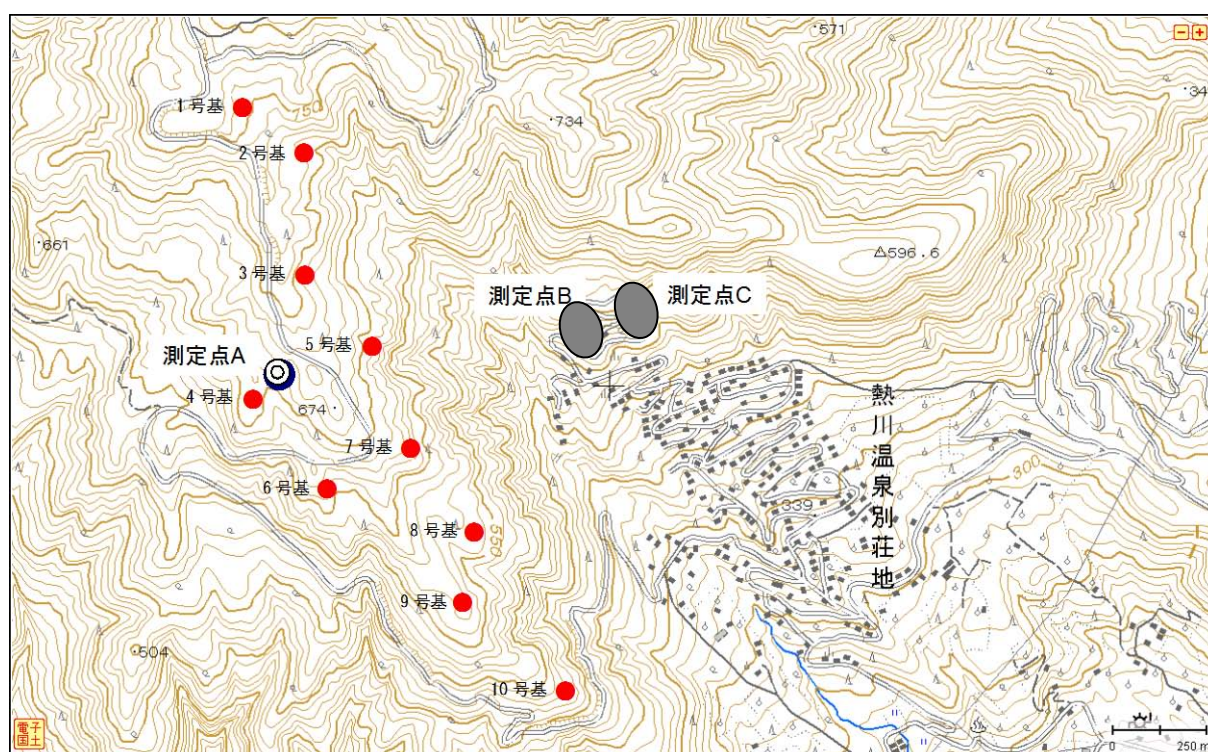 ・571
－ ＋
34
1号基
750
・734
2号基
・661
3号基
△596.6
測定点B
測定点C
5号基
測定点A
4号基
674・
熱川温泉別荘地
7号基
300
6号基
339
8号基
550
9号基
・504
10号基
電子
国土
0 250 m